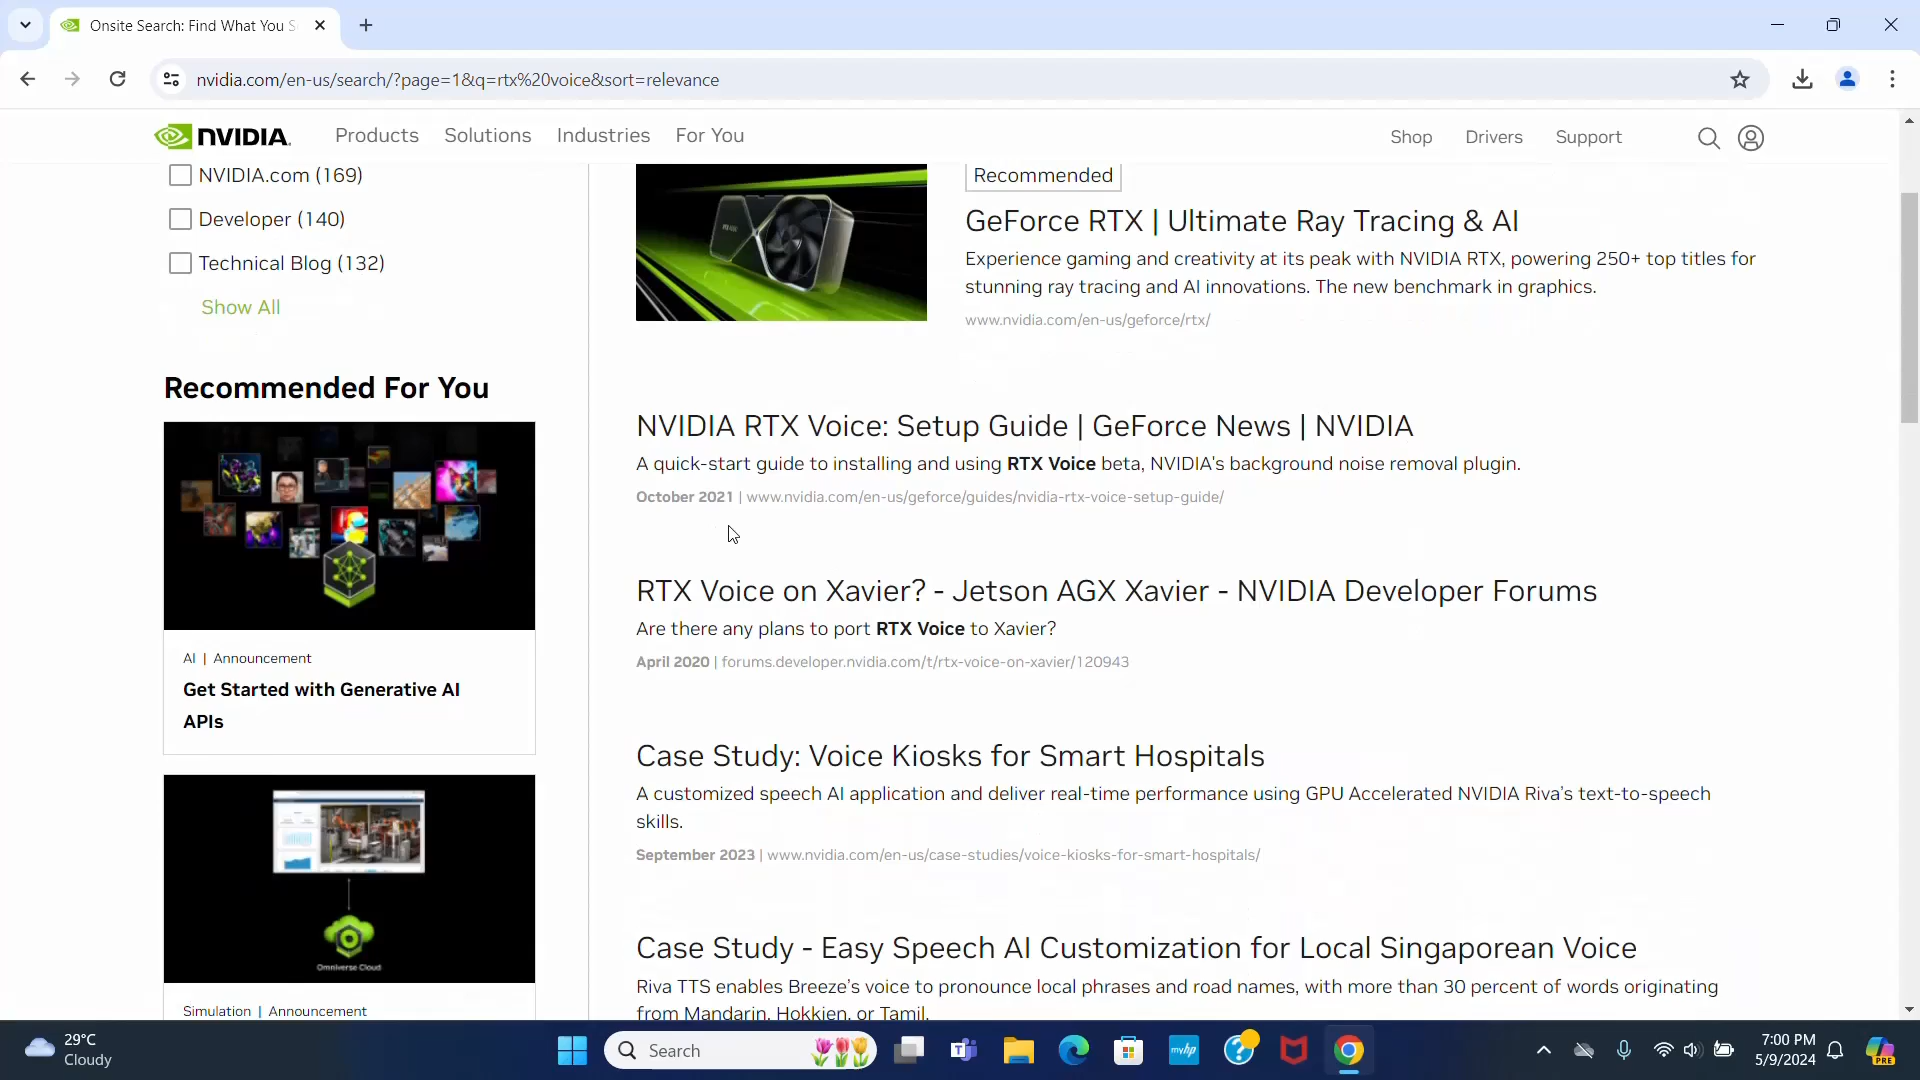 Onsite Search: Find What You S
nvidia.com/en-us/search/?page=1&q=rtx%20voice&sort=relevance
NVIDIA.
Products
Solutions
Industries
For You
Shop
Drivers
Support
NVIDIA.com (169)
Developer (140)
Technical Blog (132)
Show All
Recommended For You
AI | Announcement
Get Started with Generative AI
APIs
Omniverse Cloud
Simulation | Announcement
Recommended
GeForce RTX | Ultimate Ray Tracing & AI
Experience gaming and creativity at its peak with NVIDIA RTX, powering 250+ top titles for
stunning ray tracing and AI innovations. The new benchmark in graphics.
www.nvidia.com/en-us/geforce/rtx/
NVIDIA RTX Voice: Setup Guide | GeForce News | NVIDIA
A quick-start guide to installing and using RTX Voice beta, NVIDIA's background noise removal plugin.
October 2021 | www.nvidia.com/en-us/geforce/guides/nvidia-rtx-voice-setup-guide/
RTX Voice on Xavier? - Jetson AGX Xavier - NVIDIA Developer Forums
Are there any plans to port RTX Voice to Xavier?
April 2020 | forums.developer.nvidia.com/t/rtx-voice-on-xavier/120943
Case Study: Voice Kiosks for Smart Hospitals
A customized speech AI application and deliver real-time performance using GPU Accelerated NVIDIA Riva’s text-to-speech
skills.
September 2023 | www.nvidia.com/en-us/case-studies/voice-kiosks-for-smart-hospitals/
Case Study - Easy Speech AI Customization for Local Singaporean Voice
Riva TTS enables Breeze’s voice to pronounce local phrases and road names, with more than 30 percent of words originating
from Mandarin, Hokkien, or Tamil.
29°C
Cloudy
Search
myhp
7:00 PM
5/9/2024
PRE